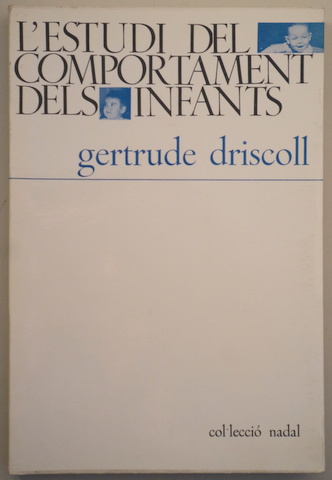 L'ESTUDI DEL
COMPORTAMENT
DELS INFANTS
gertrude driscoll
col·lecció nadal